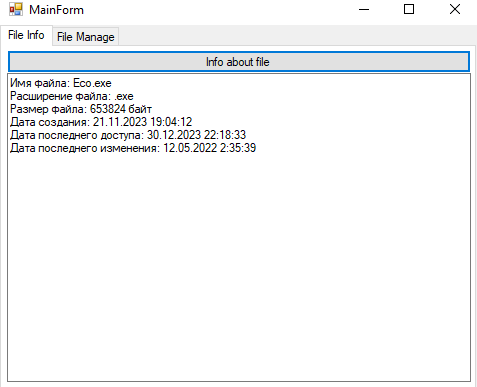 MainForm
File Info
File Manage
Info about file
Имя Файла: Eco.exe
Расширение Файла: .exe
Размер Файла: 653824 байт
Дата создания: 21.11.2023 19:04:12
Дата последнего доступа: 30.12.2023 22:18:33
Дата последнего изменения: 12.05.2022 2:35:39